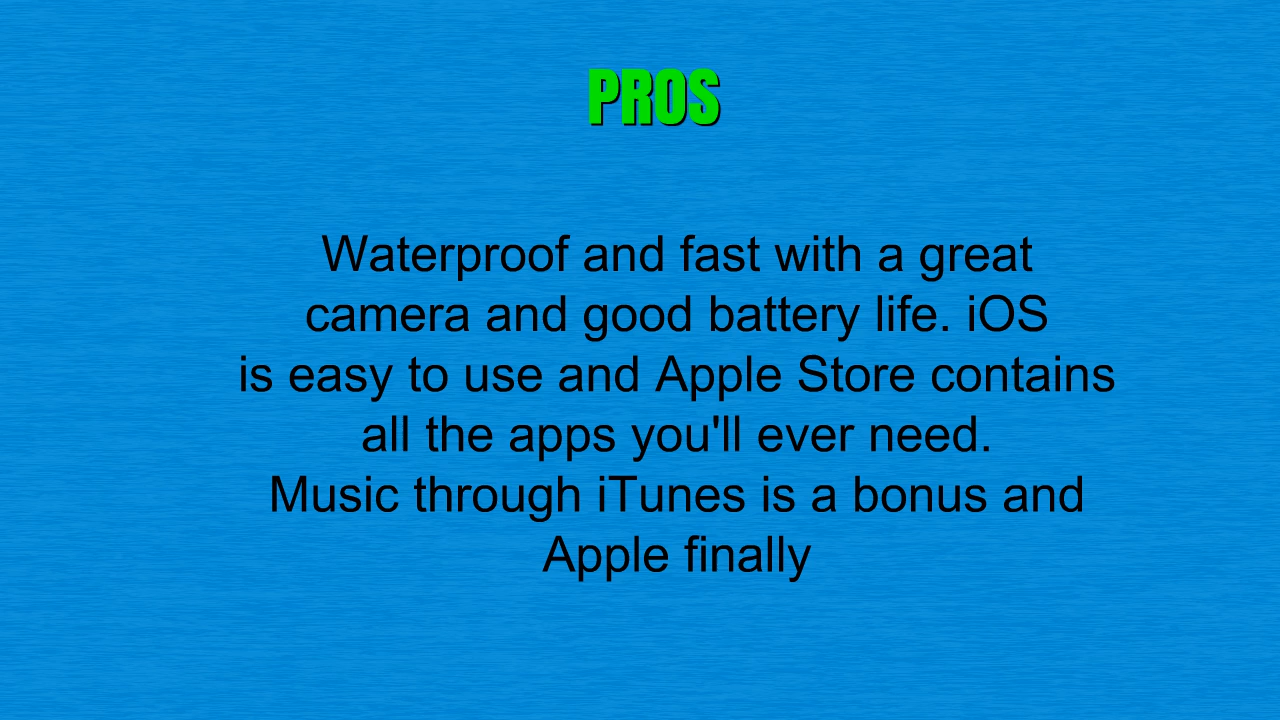 PROS
Waterproof and fast with a great
camera and good battery life. iOS
is easy to use and Apple Store contains
all the apps you'll ever need.
Music through iTunes is a bonus and
Apple finally